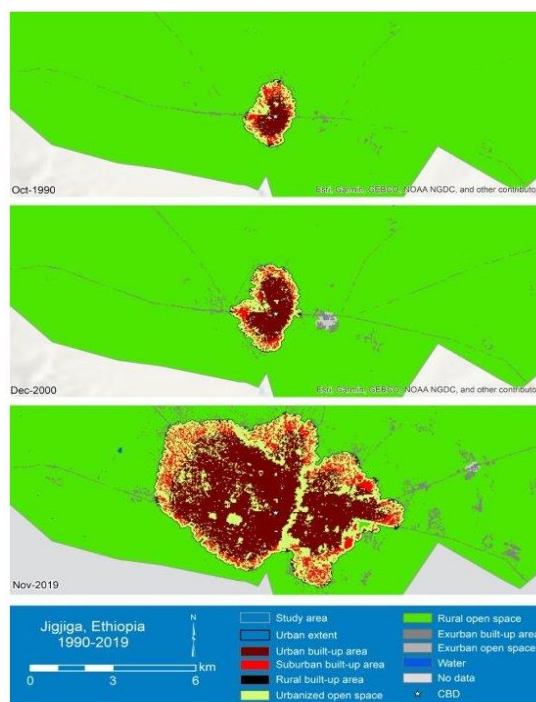 Oct-1990
Esri, Garmin, GEBCO, NOAA NGDC, and other contributo
Dec-2000
Esri, Garmin, GEBCO, NOAA NGDC, and other contributo
Nov-2019
Jigjiga, Ethiopia
1990-2019
N
km
0 3 6
Study area
Urban extent
Urban built-up area
Suburban built-up area
Rural built-up area
Urbanized open space
Rural open space
Exurban built-up area
Exurban open space
Water
No data
CBD